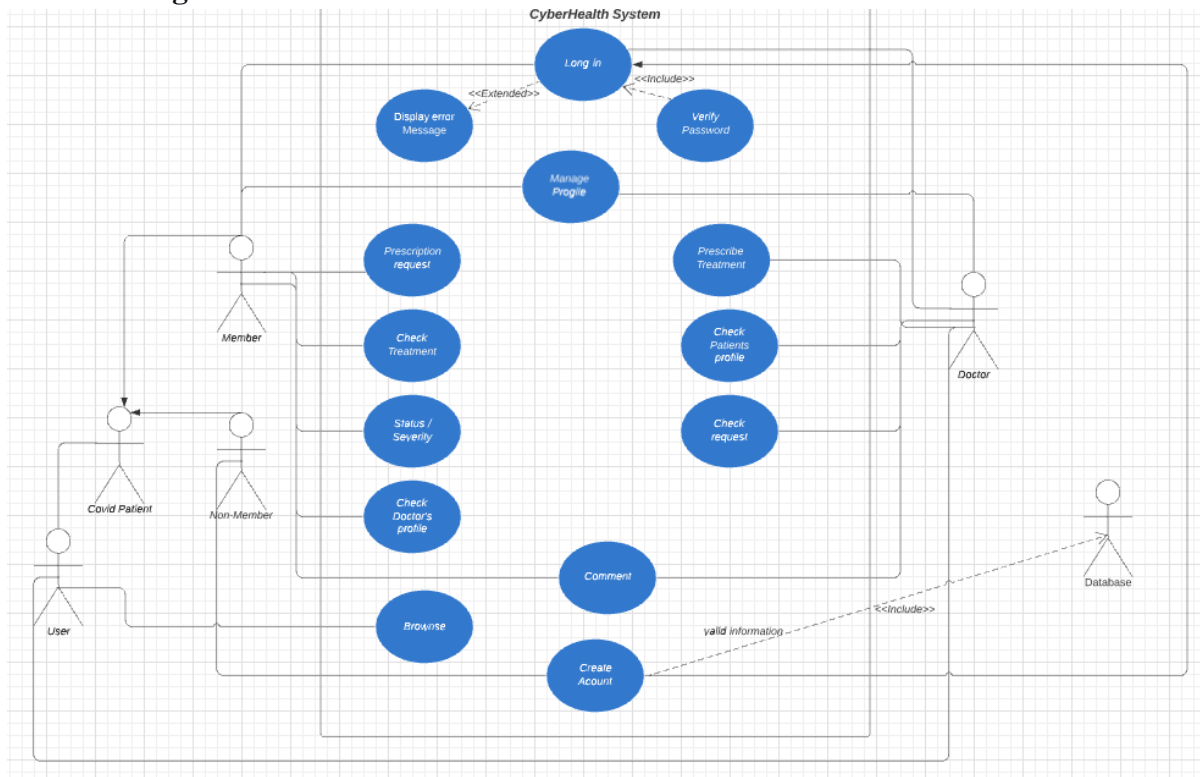 CyberHealth System
Long in
<<Include>>
<<Extended>>
Display error
Message
Verify
Password
Manage
Progile
Prescription
request
Prescribe
Treatment
Member
Check
Treatment
Check
Patients
profile
Doctor
Status /
Severity
Check
request
Covid Patient
Non-Member
Check
Doctor's
profile
Comment
Database
<<Include>>
User
Brownse
valid information
Create
Acount